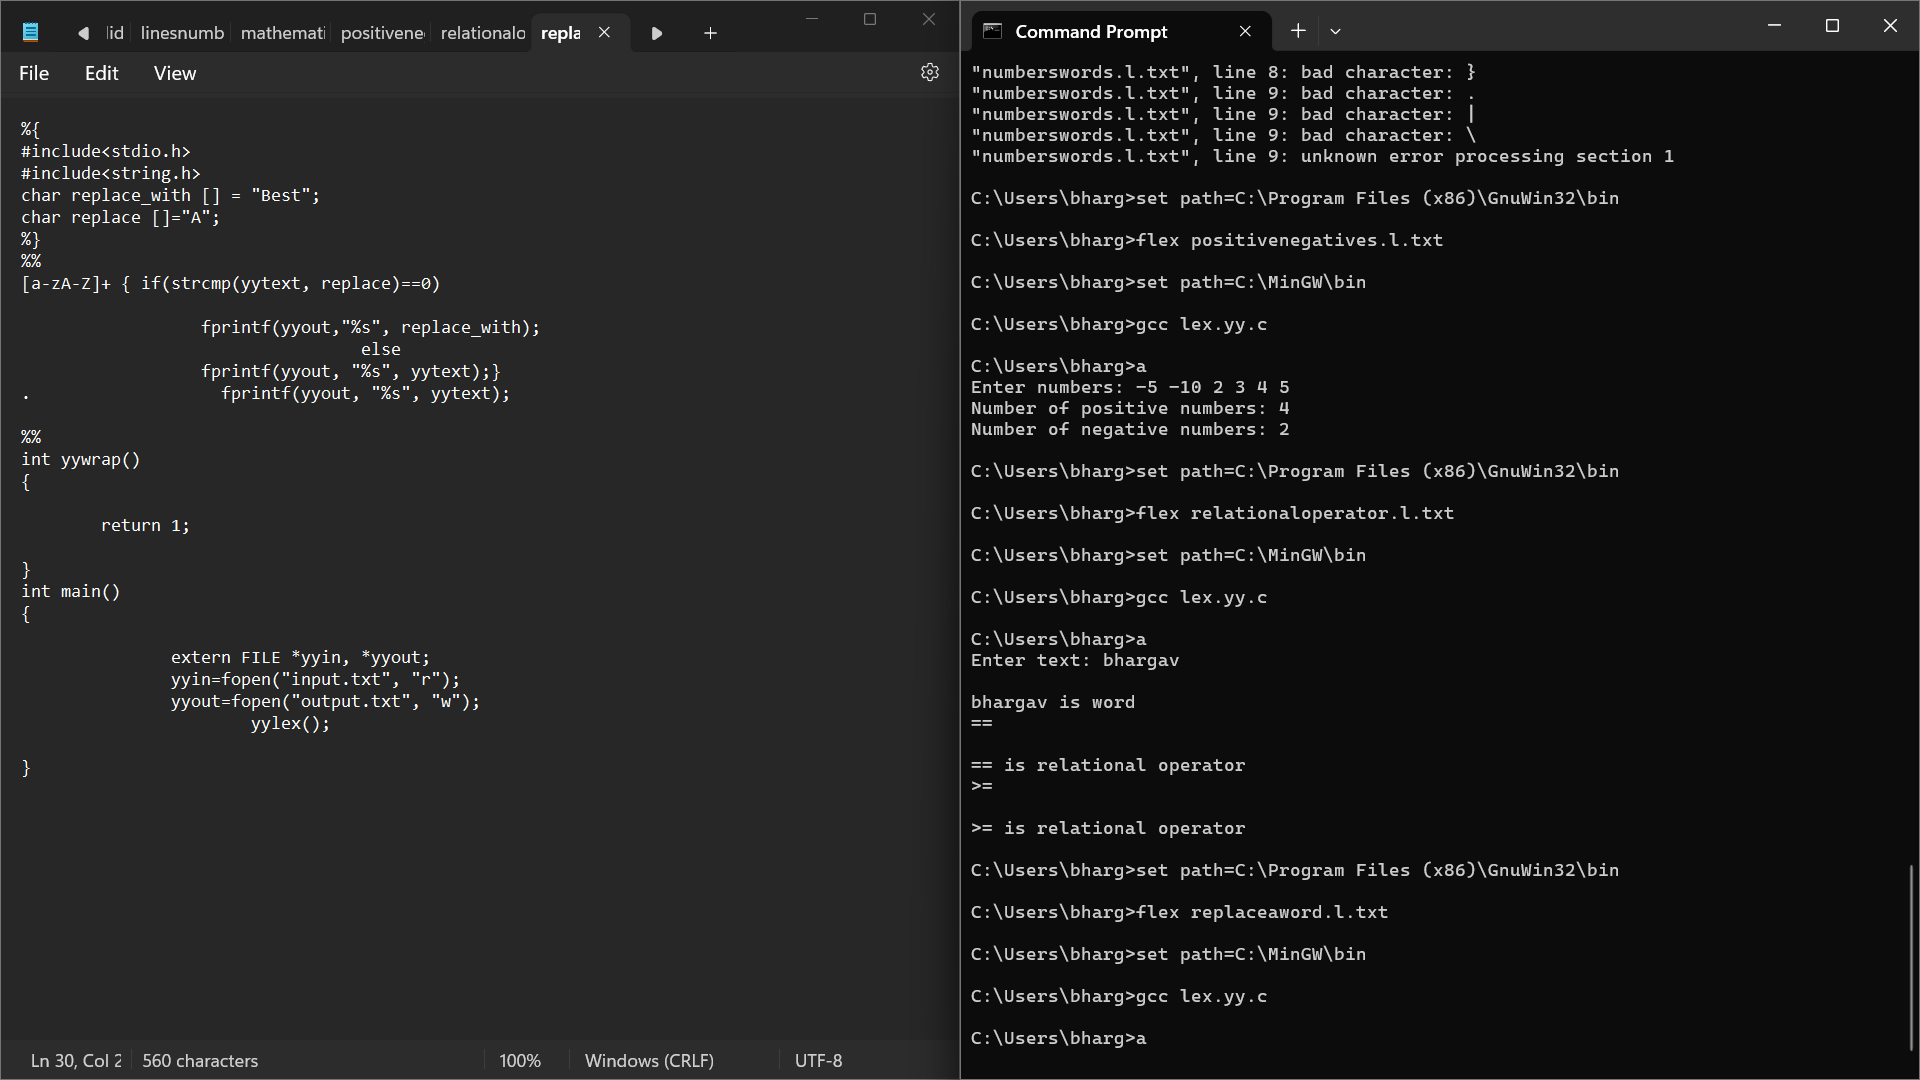 lid linesnumb mathemati positivene relationalo repla
File Edit View
%{
#include<stdio.h>
#include<string.h>
char replace_with [] = "Best";
char replace []="A";
%}
%%
[a-zA-Z]+ { if(strcmp(yytext, replace)==0)
fprintf(yyout,"%s", replace_with);
else
fprintf(yyout, "%s", yytext);}
. fprintf(yyout, "%s", yytext);
%%
int yywrap()
{
return 1;
}
int main()
{
extern FILE *yyin, *yyout;
yyin=fopen("input.txt", "r");
yyout=fopen("output.txt", "w");
yylex();
}
Ln 30, Col 2 560 characters 100% Windows (CRLF) UTF-8
Command Prompt
"numberswords.l.txt", line 8: bad character: }
"numberswords.l.txt", line 9: bad character: .
"numberswords.l.txt", line 9: bad character: |
"numberswords.l.txt", line 9: bad character: \
"numberswords.l.txt", line 9: unknown error processing section 1
C:\Users\bharg>set path=C:\Program Files (x86)\GnuWin32\bin
C:\Users\bharg>flex positivenegatives.l.txt
C:\Users\bharg>set path=C:\MinGW\bin
C:\Users\bharg>gcc lex.yy.c
C:\Users\bharg>a
Enter numbers: -5 -10 2 3 4 5
Number of positive numbers: 4
Number of negative numbers: 2
C:\Users\bharg>set path=C:\Program Files (x86)\GnuWin32\bin
C:\Users\bharg>flex relationaloperator.l.txt
C:\Users\bharg>set path=C:\MinGW\bin
C:\Users\bharg>gcc lex.yy.c
C:\Users\bharg>a
Enter text: bhargav
bhargav is word
==
== is relational operator
>=
>= is relational operator
C:\Users\bharg>set path=C:\Program Files (x86)\GnuWin32\bin
C:\Users\bharg>flex replaceaword.l.txt
C:\Users\bharg>set path=C:\MinGW\bin
C:\Users\bharg>gcc lex.yy.c
C:\Users\bharg>a